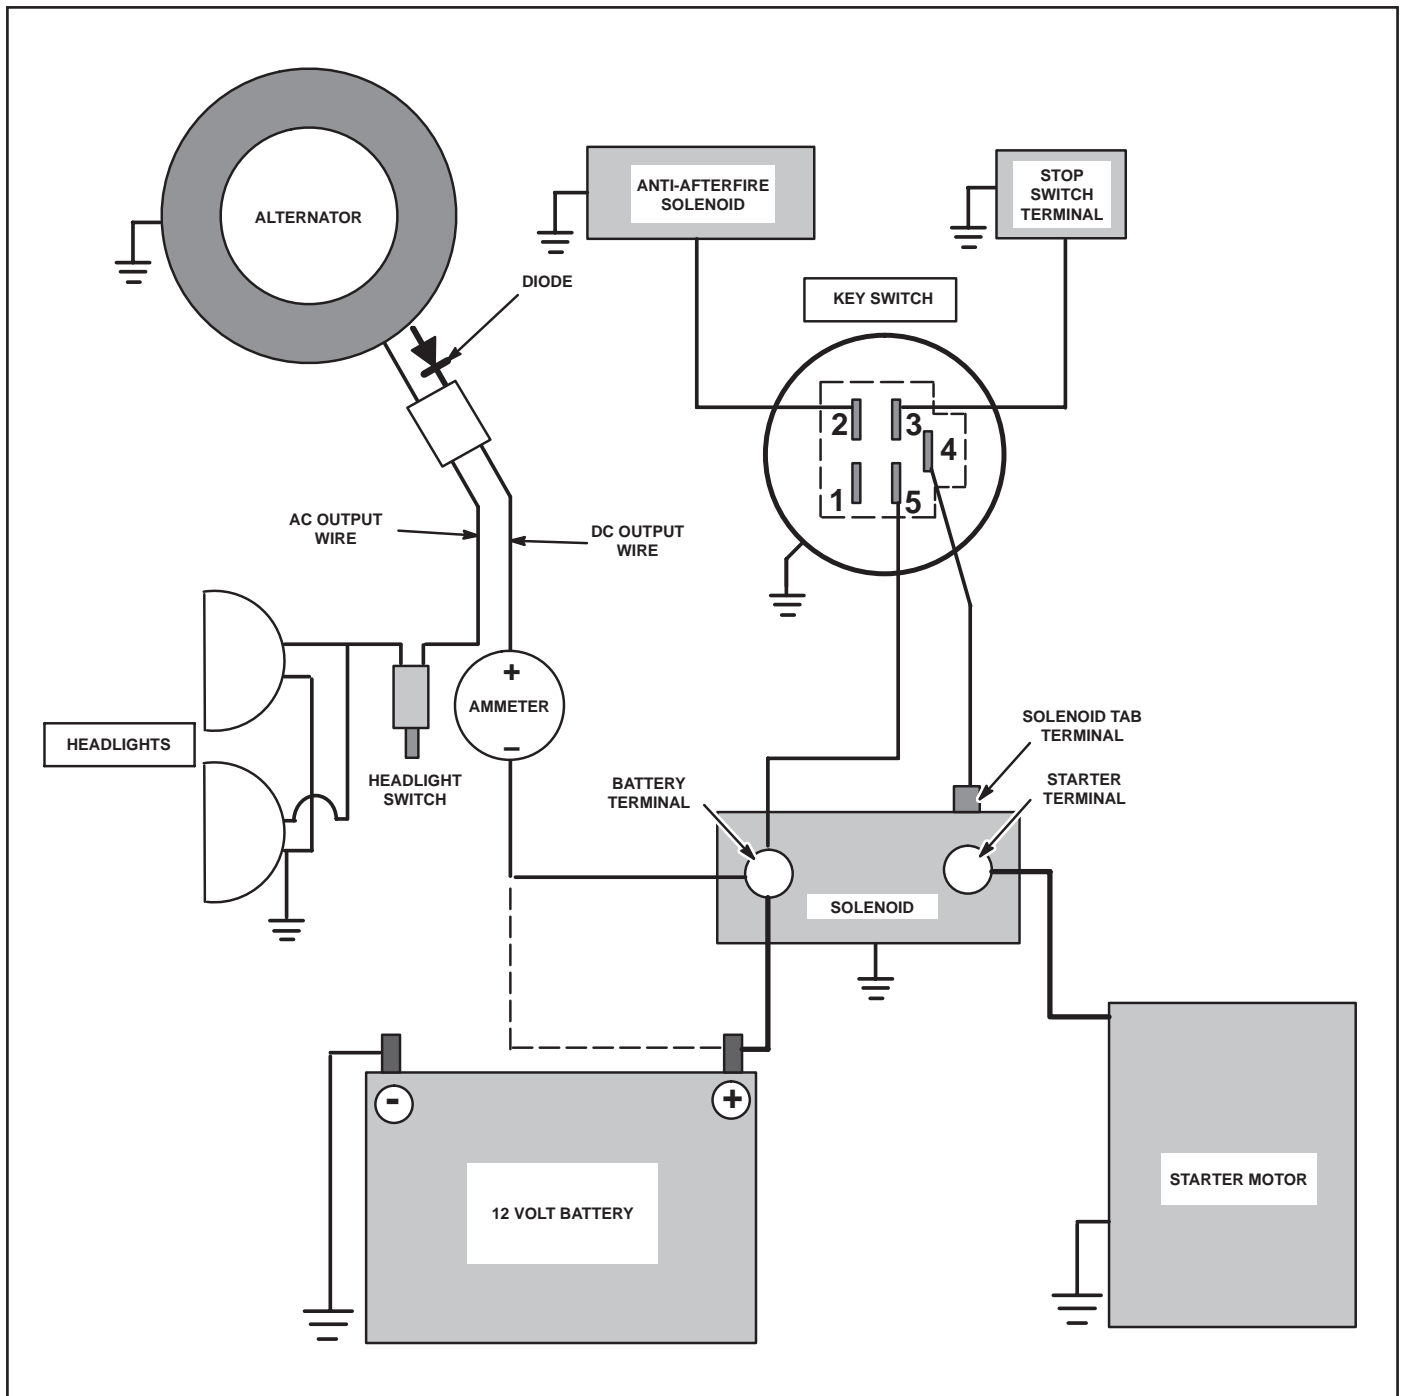 ALTERNATOR
ANTI-AFTERFIRE
SOLENOID
STOP
SWITCH
TERMINAL
DIODE
KEY SWITCH
2
3
4
1
5
AC OUTPUT
WIRE
DC OUTPUT
WIRE
+
AMMETER
–
HEADLIGHTS
HEADLIGHT
SWITCH
BATTERY
TERMINAL
SOLENOID TAB
TERMINAL
STARTER
TERMINAL
SOLENOID
-
+
12 VOLT BATTERY
STARTER MOTOR